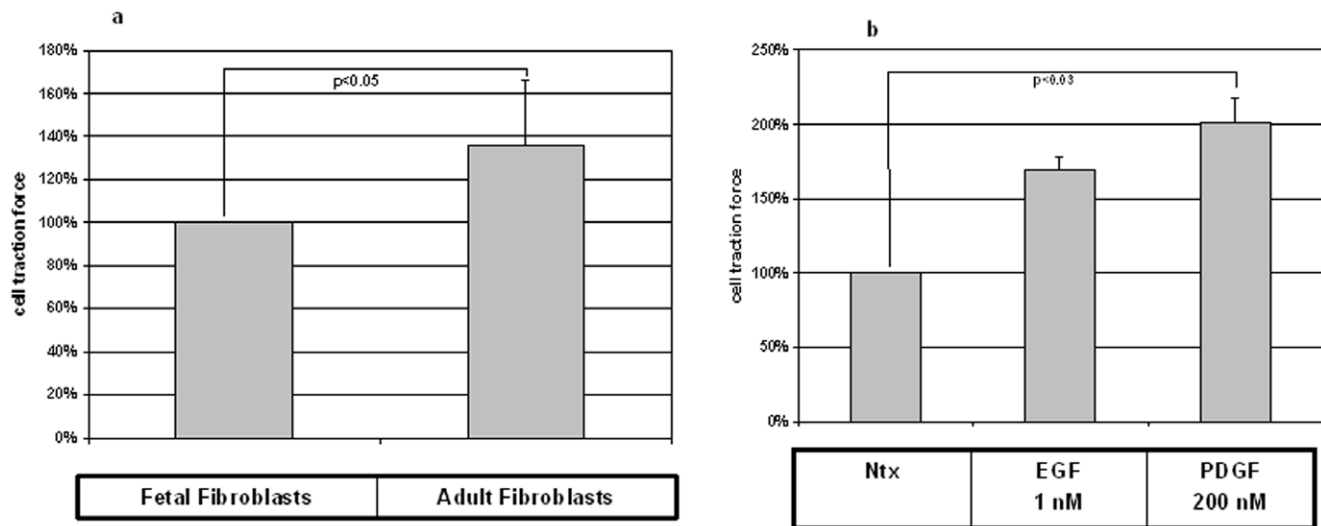 a
180%
160%
140%
120%
100%
80%
60%
40%
20%
0%
cell traction force
p<0.05
Fetal Fibroblasts
Adult Fibroblasts
b
250%
200%
150%
100%
50%
0%
cell traction force
p<0.03
Ntx
EGF
1 nM
PDGF
200 nM